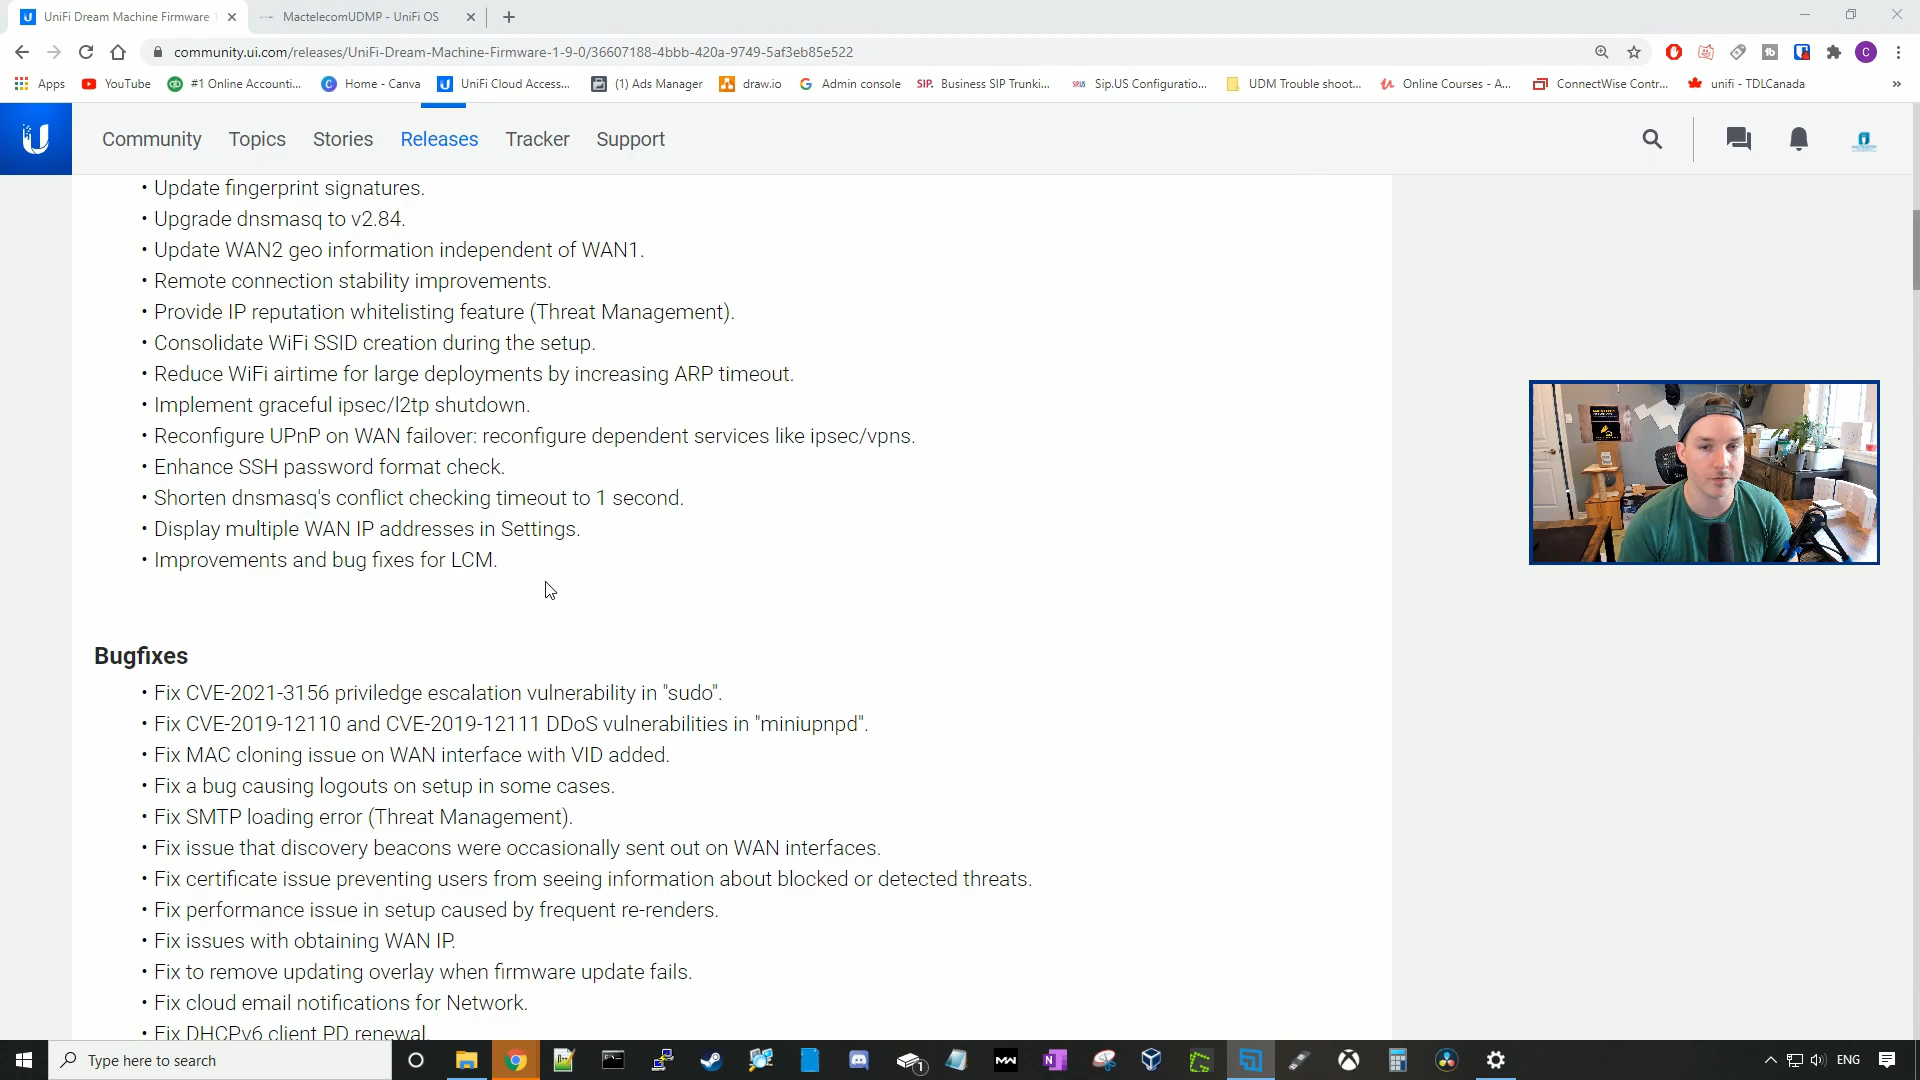 UniFi Dream Machine Firmware 1
MactelecomUDMP - UniFi OS
community.ui.com/releases/UniFi-Dream-Machine-Firmware-1-9-0/36607188-4bbb-420a-9749-5af3eb85e522
Apps YouTube #1 Online Accounti... Home - Canva UniFi Cloud Access... (1) Ads Manager draw.io Admin console SIP. Business SIP Trunki... Sip.US Configuratio... UDM Trouble shoot... Online Courses - A... ConnectWise Contr... unifi - TDLCanada »
Community Topics Stories Releases Tracker Support
• Update fingerprint signatures.
• Upgrade dnsmasq to v2.84.
• Update WAN2 geo information independent of WAN1.
• Remote connection stability improvements.
• Provide IP reputation whitelisting feature (Threat Management).
• Consolidate WiFi SSID creation during the setup.
• Reduce WiFi airtime for large deployments by increasing ARP timeout.
• Implement graceful ipsec/l2tp shutdown.
• Reconfigure UPnP on WAN failover: reconfigure dependent services like ipsec/vpns.
• Enhance SSH password format check.
• Shorten dnsmasq's conflict checking timeout to 1 second.
• Display multiple WAN IP addresses in Settings.
• Improvements and bug fixes for LCM.
Bugfixes
• Fix CVE-2021-3156 priviledge escalation vulnerability in "sudo".
• Fix CVE-2019-12110 and CVE-2019-12111 DDoS vulnerabilities in "miniupnpd".
• Fix MAC cloning issue on WAN interface with VID added.
• Fix a bug causing logouts on setup in some cases.
• Fix SMTP loading error (Threat Management).
• Fix issue that discovery beacons were occasionally sent out on WAN interfaces.
• Fix certificate issue preventing users from seeing information about blocked or detected threats.
• Fix performance issue in setup caused by frequent re-renders.
• Fix issues with obtaining WAN IP.
• Fix to remove updating overlay when firmware update fails.
• Fix cloud email notifications for Network.
• Fix DHCPv6 client PD renewal.
Type here to search
ENG